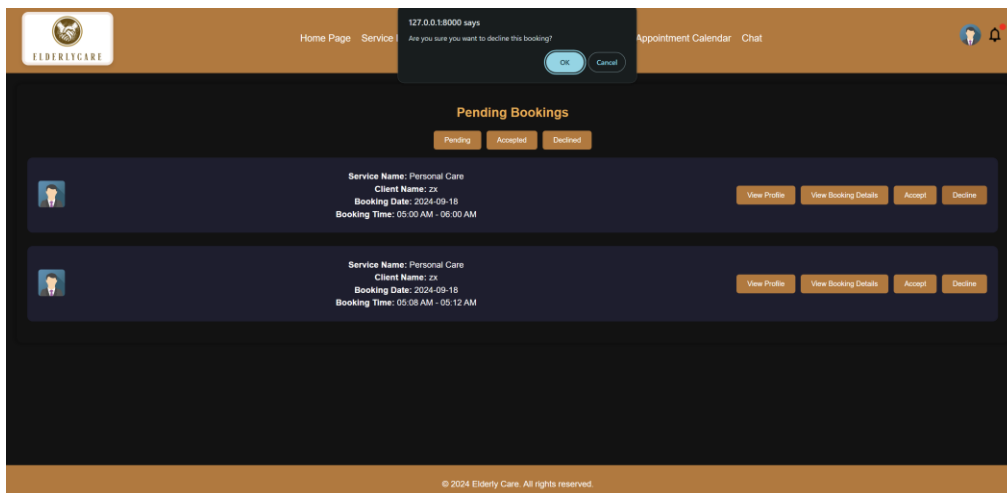 ELDERLYCARE
Home Page Service
127.0.0.1:8000 says
Are you sure you want to decline this booking?
OK Cancel
Appointment Calendar Chat
Pending Bookings
Pending Accepted Declined
Service Name: Personal Care
Client Name: zx
Booking Date: 2024-09-18
Booking Time: 05:00 AM - 06:00 AM
View Profile View Booking Details Accept Decline
Service Name: Personal Care
Client Name: zx
Booking Date: 2024-09-18
Booking Time: 05:08 AM - 05:12 AM
View Profile View Booking Details Accept Decline
© 2024 Elderly Care. All rights reserved.